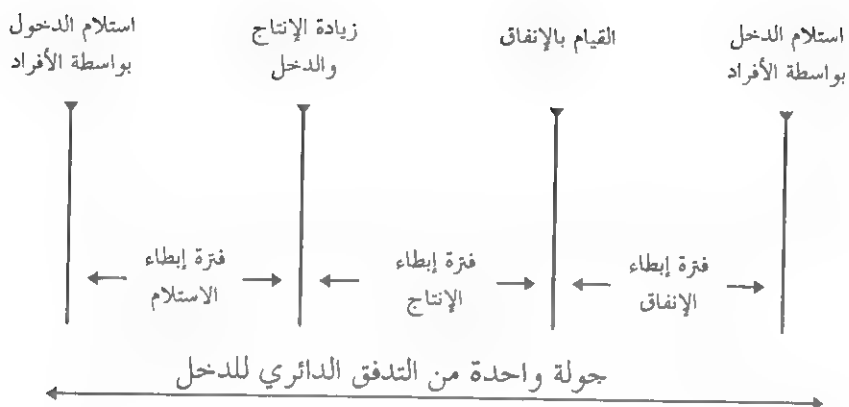 استلام الدخل
بواسطة الأفراد
القيام بالإنفاق
زيادة الإنتاج
والدخل
استلام الدخول
بواسطة الأفراد
فترة إبطاء
الإنفاق
فترة إبطاء
الإنتاج
فترة إبطاء
الاستلام
جولة واحدة من التدفق الدائري للدخل